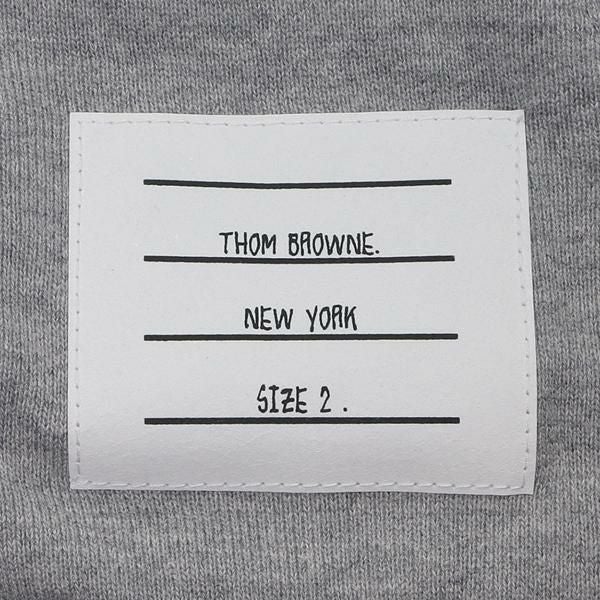 THOM BROWNE.
NEW YORK
SIZE 2 .